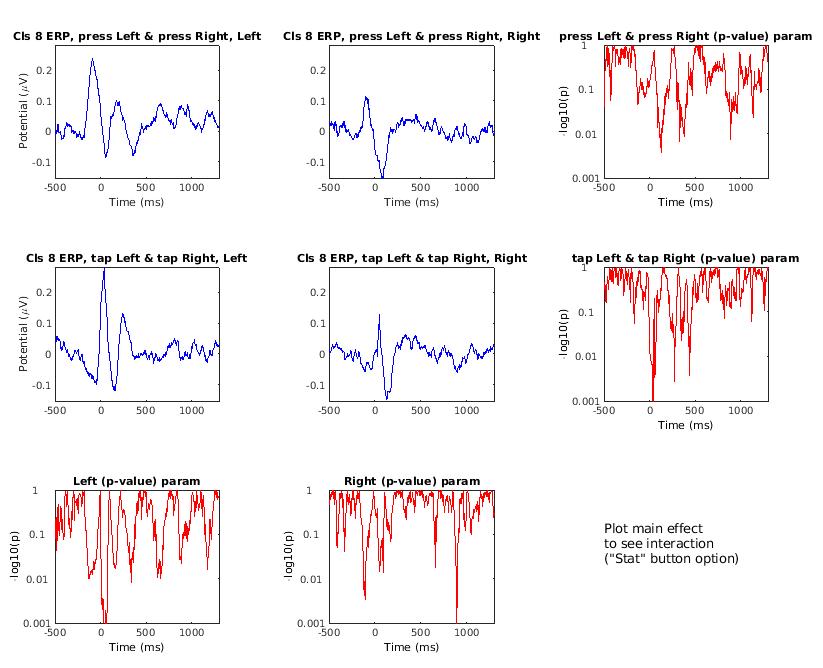 Cls 8 ERP, press Left & press Right, Left
Cls 8 ERP, press Left & press Right, Right
press Left & press Right (p-value) param
Potential (μV)
0.2
0.1
0
-0.1
-500 0 500 1000
Time (ms)
0.2
0.1
0
-0.1
-500 0 500 1000
Time (ms)
-log10(p)
1
0.1
0.01
0.001
-500 0 500 1000
Time (ms)
Cls 8 ERP, tap Left & tap Right, Left
Cls 8 ERP, tap Left & tap Right, Right
tap Left & tap Right (p-value) param
Potential (μV)
0.2
0.1
0
-0.1
-500 0 500 1000
Time (ms)
0.2
0.1
0
-0.1
-500 0 500 1000
Time (ms)
-log10(p)
1
0.1
0.01
0.001
-500 0 500 1000
Time (ms)
Left (p-value) param
Right (p-value) param
-log10(p)
1
0.1
0.01
0.001
-500 0 500 1000
Time (ms)
-log10(p)
1
0.1
0.01
0.001
-500 0 500 1000
Time (ms)
Plot main effect
to see interaction
("Stat" button option)